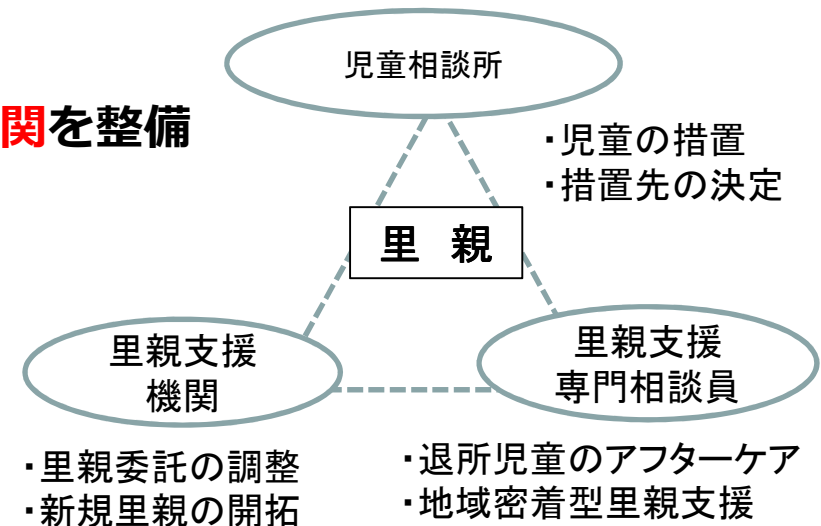 児童相談所
関を整備
・児童の措置
・措置先の決定
里 親
里親支援
機関
里親支援
専門相談員
・里親委託の調整
・新規里親の開拓
・退所児童のアフターケア
・地域密着型里親支援